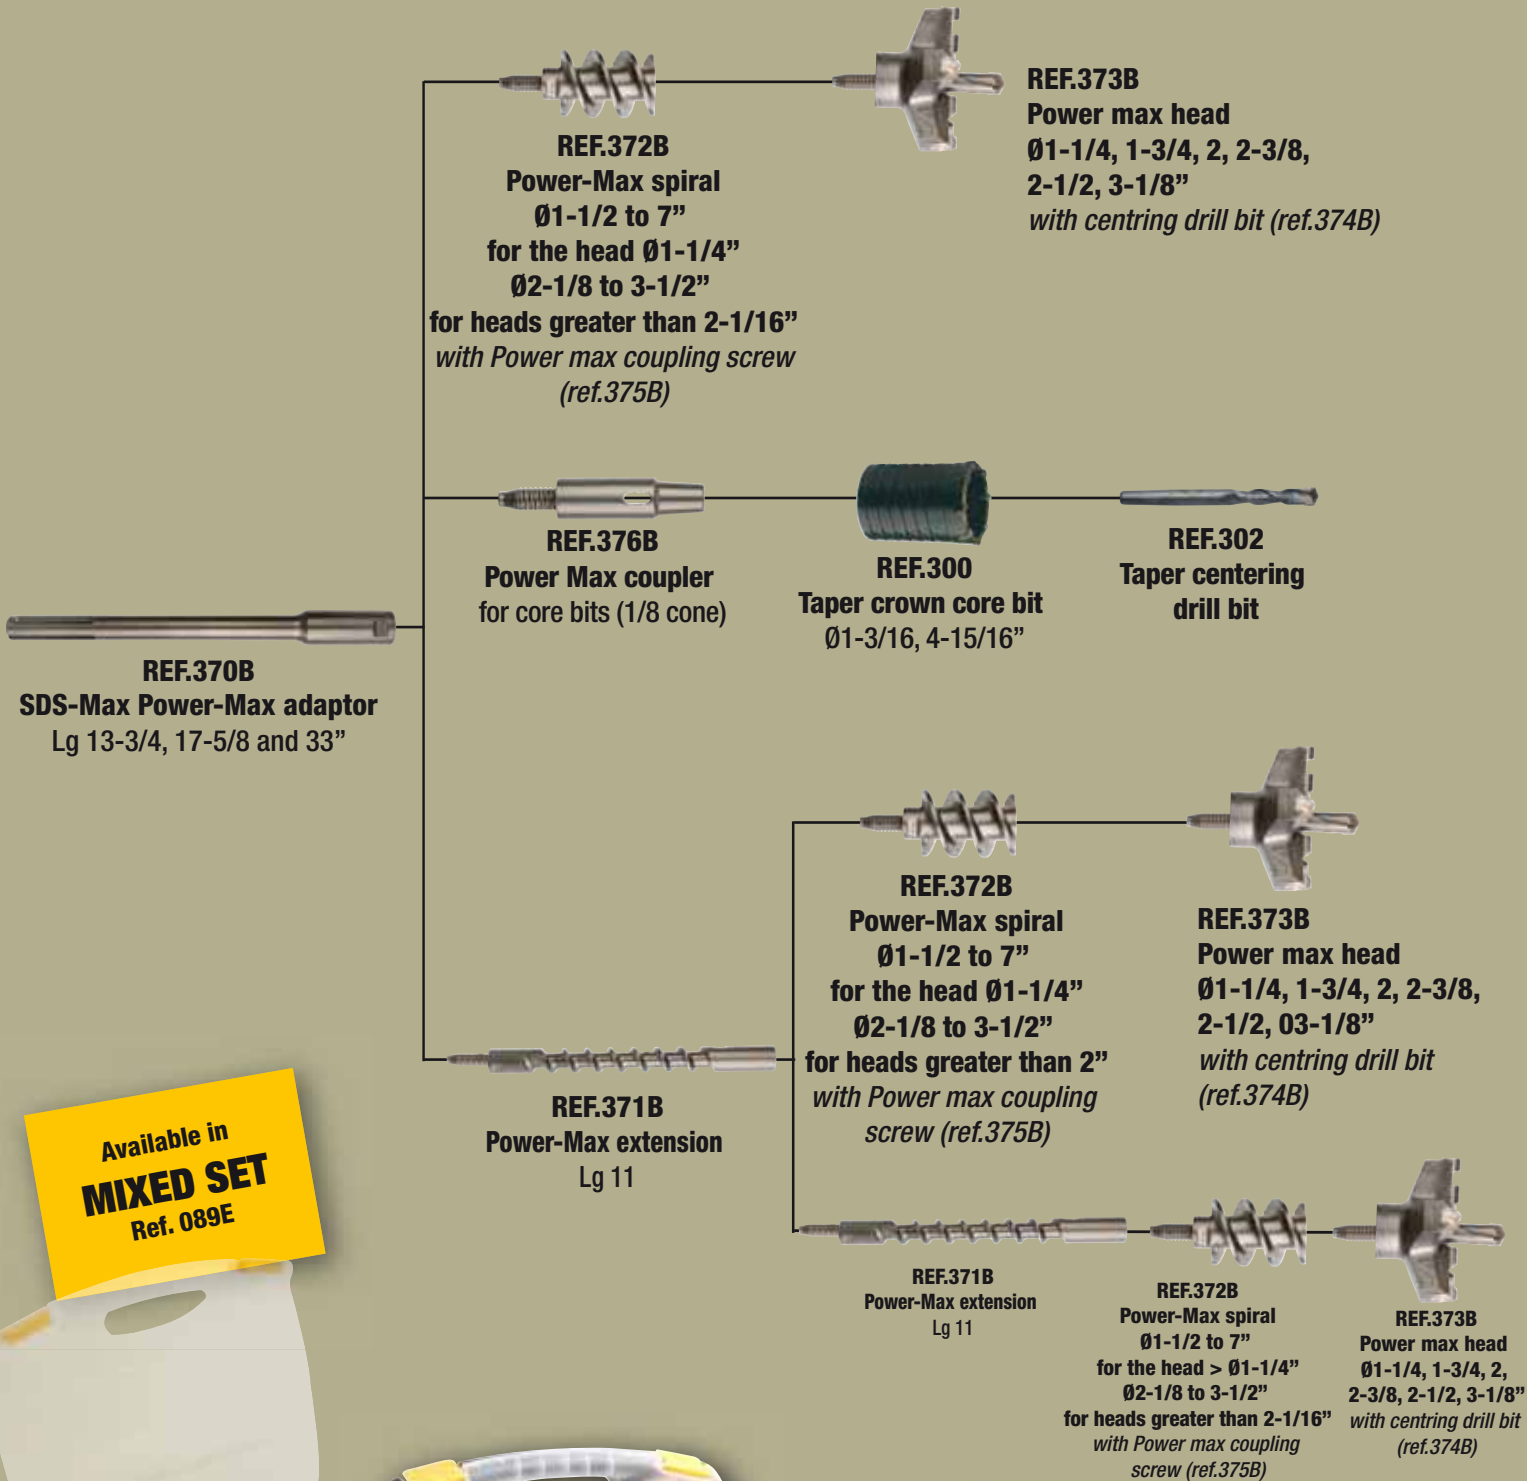 REF.372B
Power-Max spiral
Ø1-1/2 to 7”
for the head Ø1-1/4”
Ø2-1/8 to 3-1/2”
for heads greater than 2-1/16”
with Power max coupling screw
(ref.375B)
REF.373B
Power max head
Ø1-1/4, 1-3/4, 2, 2-3/8,
2-1/2, 3-1/8”
with centring drill bit (ref.374B)
REF.376B
Power Max coupler
for core bits (1/8 cone)
REF.300
Taper crown core bit
Ø1-3/16, 4-15/16”
REF.302
Taper centering
drill bit
REF.370B
SDS-Max Power-Max adaptor
Lg 13-3/4, 17-5/8 and 33”
REF.372B
Power-Max spiral
Ø1-1/2 to 7”
for the head Ø1-1/4”
Ø2-1/8 to 3-1/2”
for heads greater than 2”
with Power max coupling
screw (ref.375B)
REF.373B
Power max head
Ø1-1/4, 1-3/4, 2, 2-3/8,
2-1/2, 03-1/8”
with centring drill bit
(ref.374B)
REF.371B
Power-Max extension
Lg 11
Available in
MIXED SET
Ref. 089E
REF.371B
Power-Max extension
Lg 11
REF.372B
Power-Max spiral
Ø1-1/2 to 7”
for the head > Ø1-1/4”
Ø2-1/8 to 3-1/2”
for heads greater than 2-1/16”
with Power max coupling
screw (ref.375B)
REF.373B
Power max head
Ø1-1/4, 1-3/4, 2,
2-3/8, 2-1/2, 3-1/8”
with centring drill bit
(ref.374B)